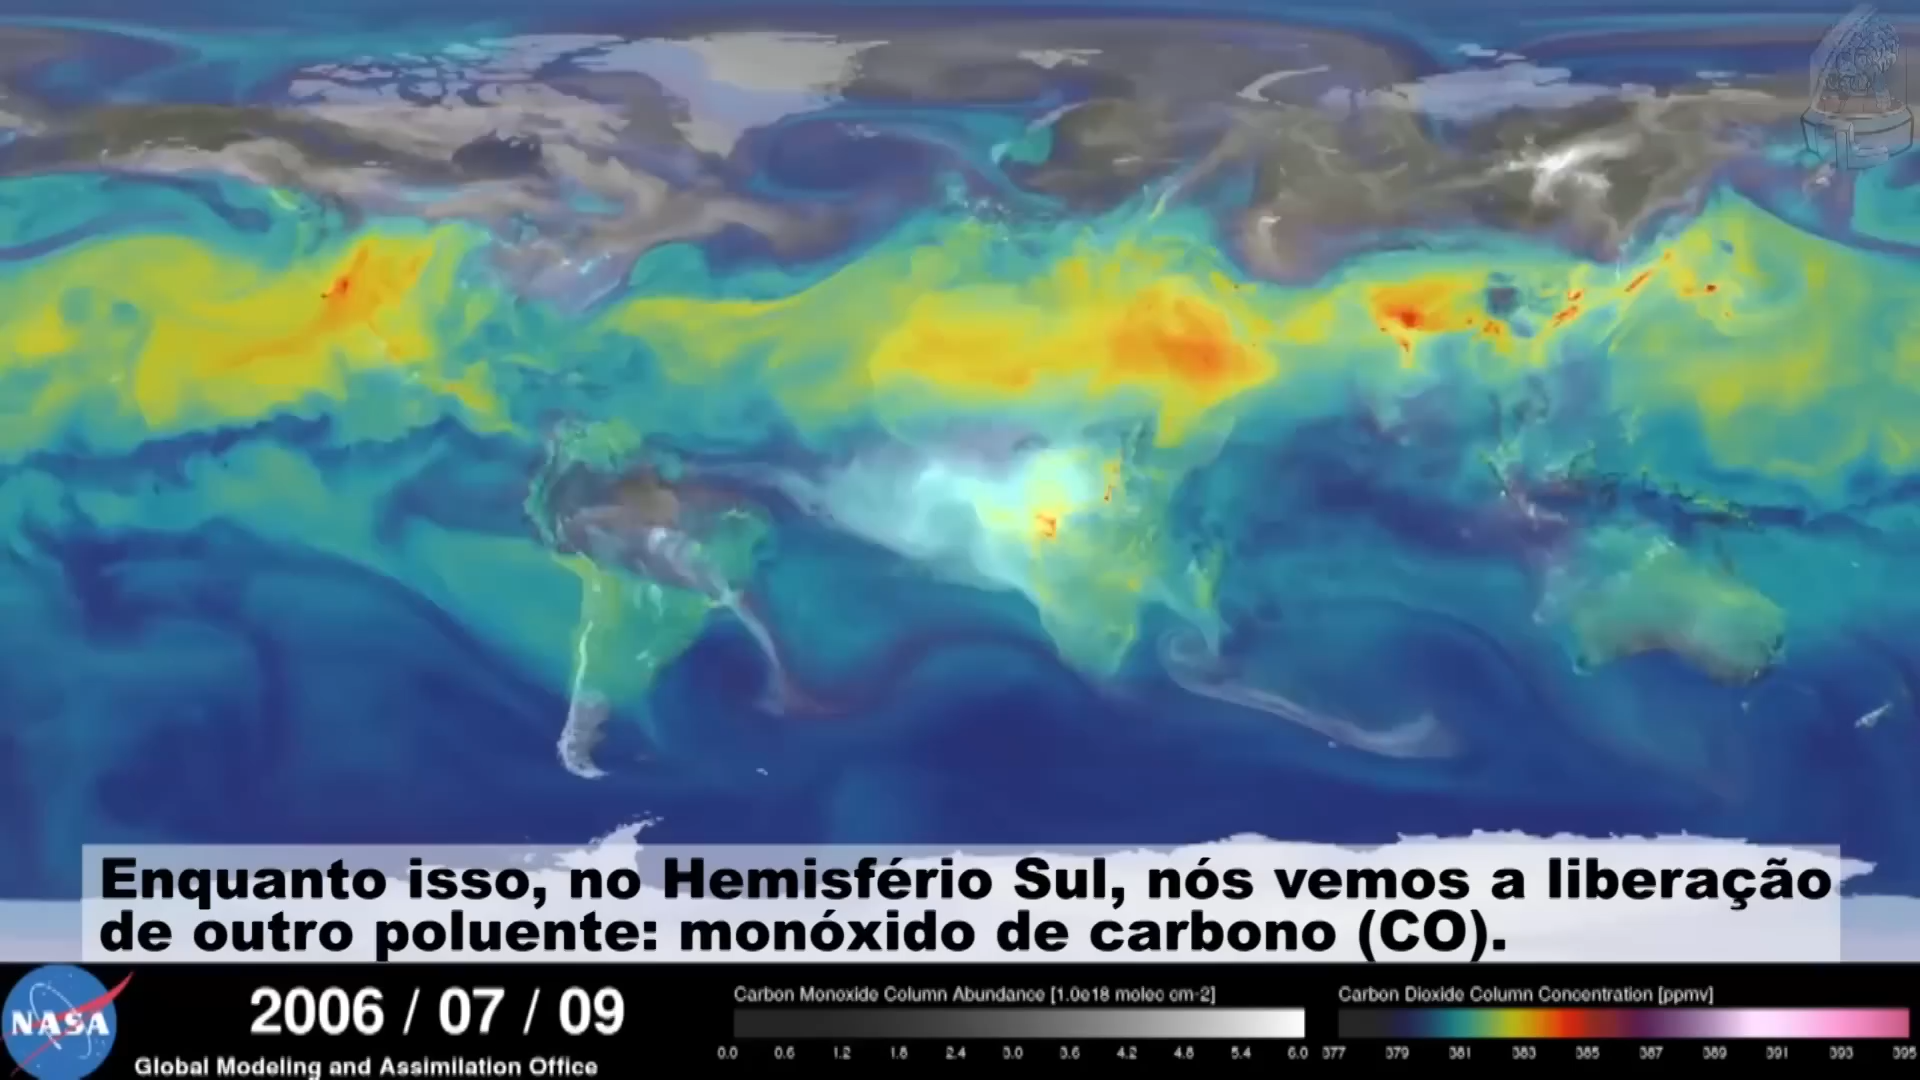 Enquanto isso, no Hemisfério Sul, nós vemos a liberação
de outro poluente: monóxido de carbono (CO).
NASA
2006 / 07 / 09
Global Modeling and Assimilation Office
Carbon Monoxide Column Abundance [1.0e18 molec cm-2]
0.0 0.6 1.2 1.8 2.4 3.0 3.6 4.2 4.8 5.4 6.0
Carbon Dioxide Column Concentration [ppmv]
377 379 381 383 385 387 389 391 393 395